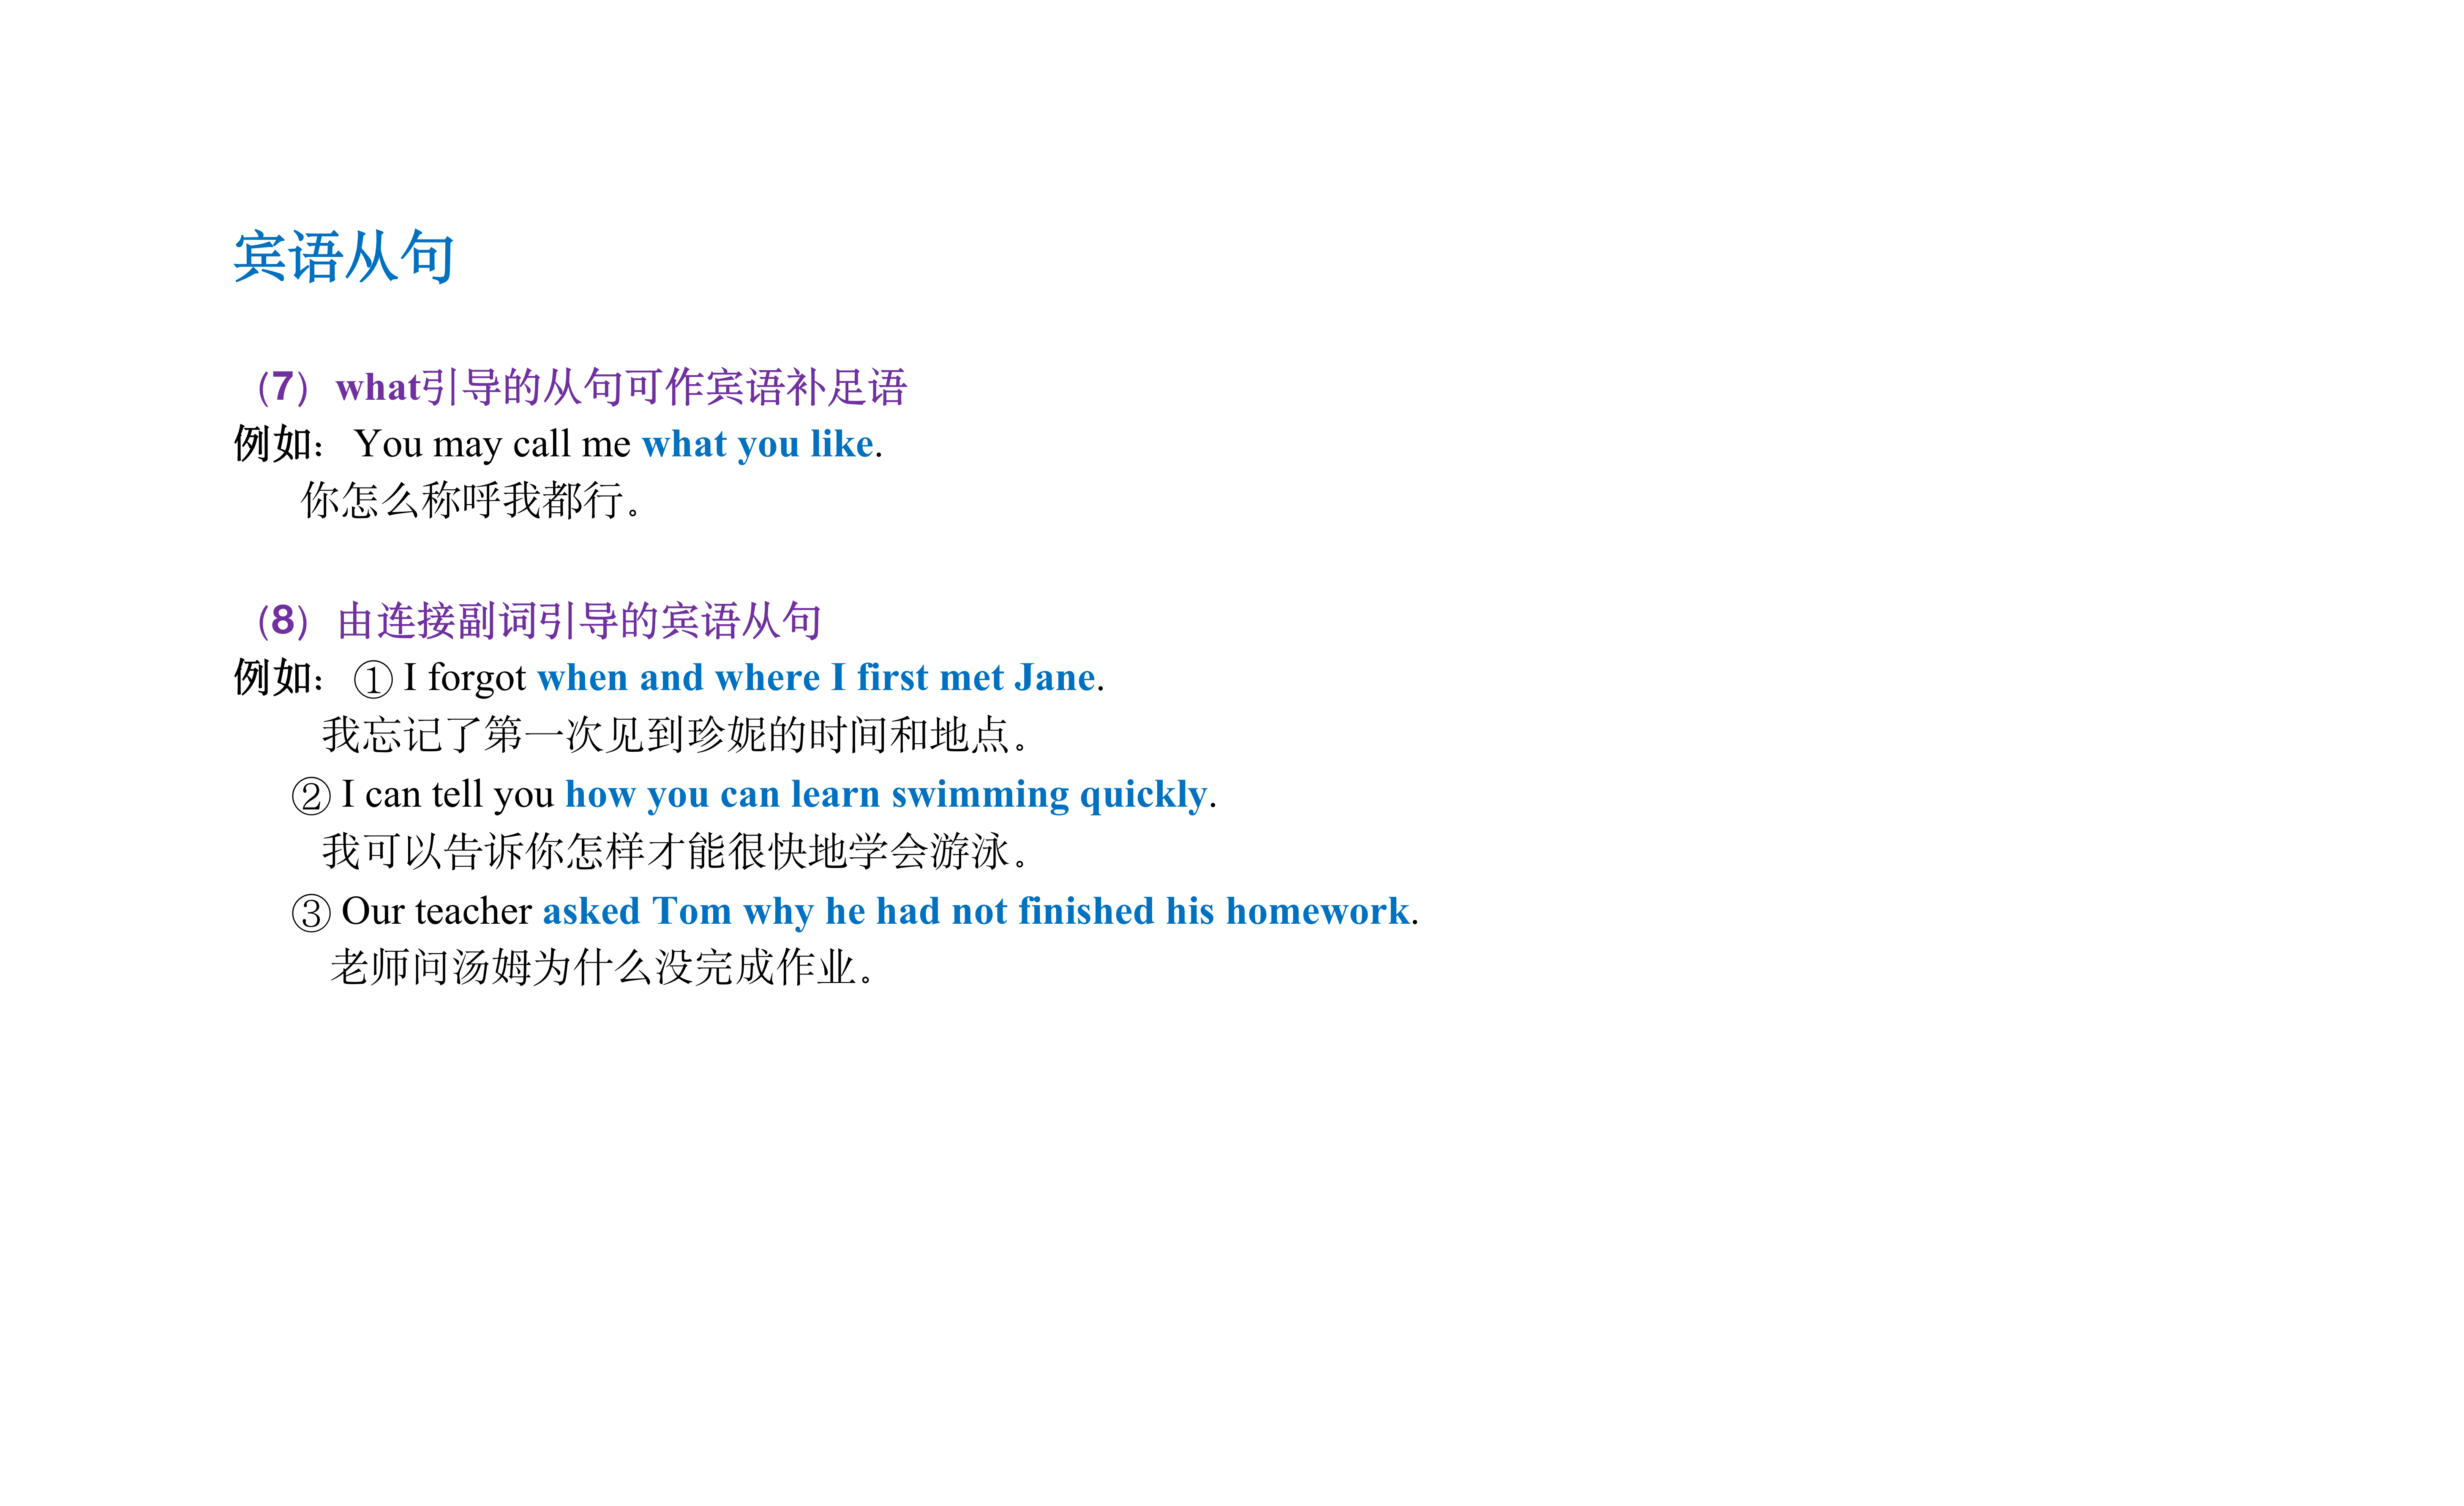 宾语从句
（7）what引导的从句可作宾语补足语
例如： You may call me what you like.
你怎么称呼我都行。
（8）由连接副词引导的宾语从句
例如： ① I forgot when and where I first met Jane.
我忘记了第一次见到珍妮的时间和地点。
② I can tell you how you can learn swimming quickly.
我可以告诉你怎样才能很快地学会游泳。
③ Our teacher asked Tom why he had not finished his homework.
老师问汤姆为什么没完成作业。